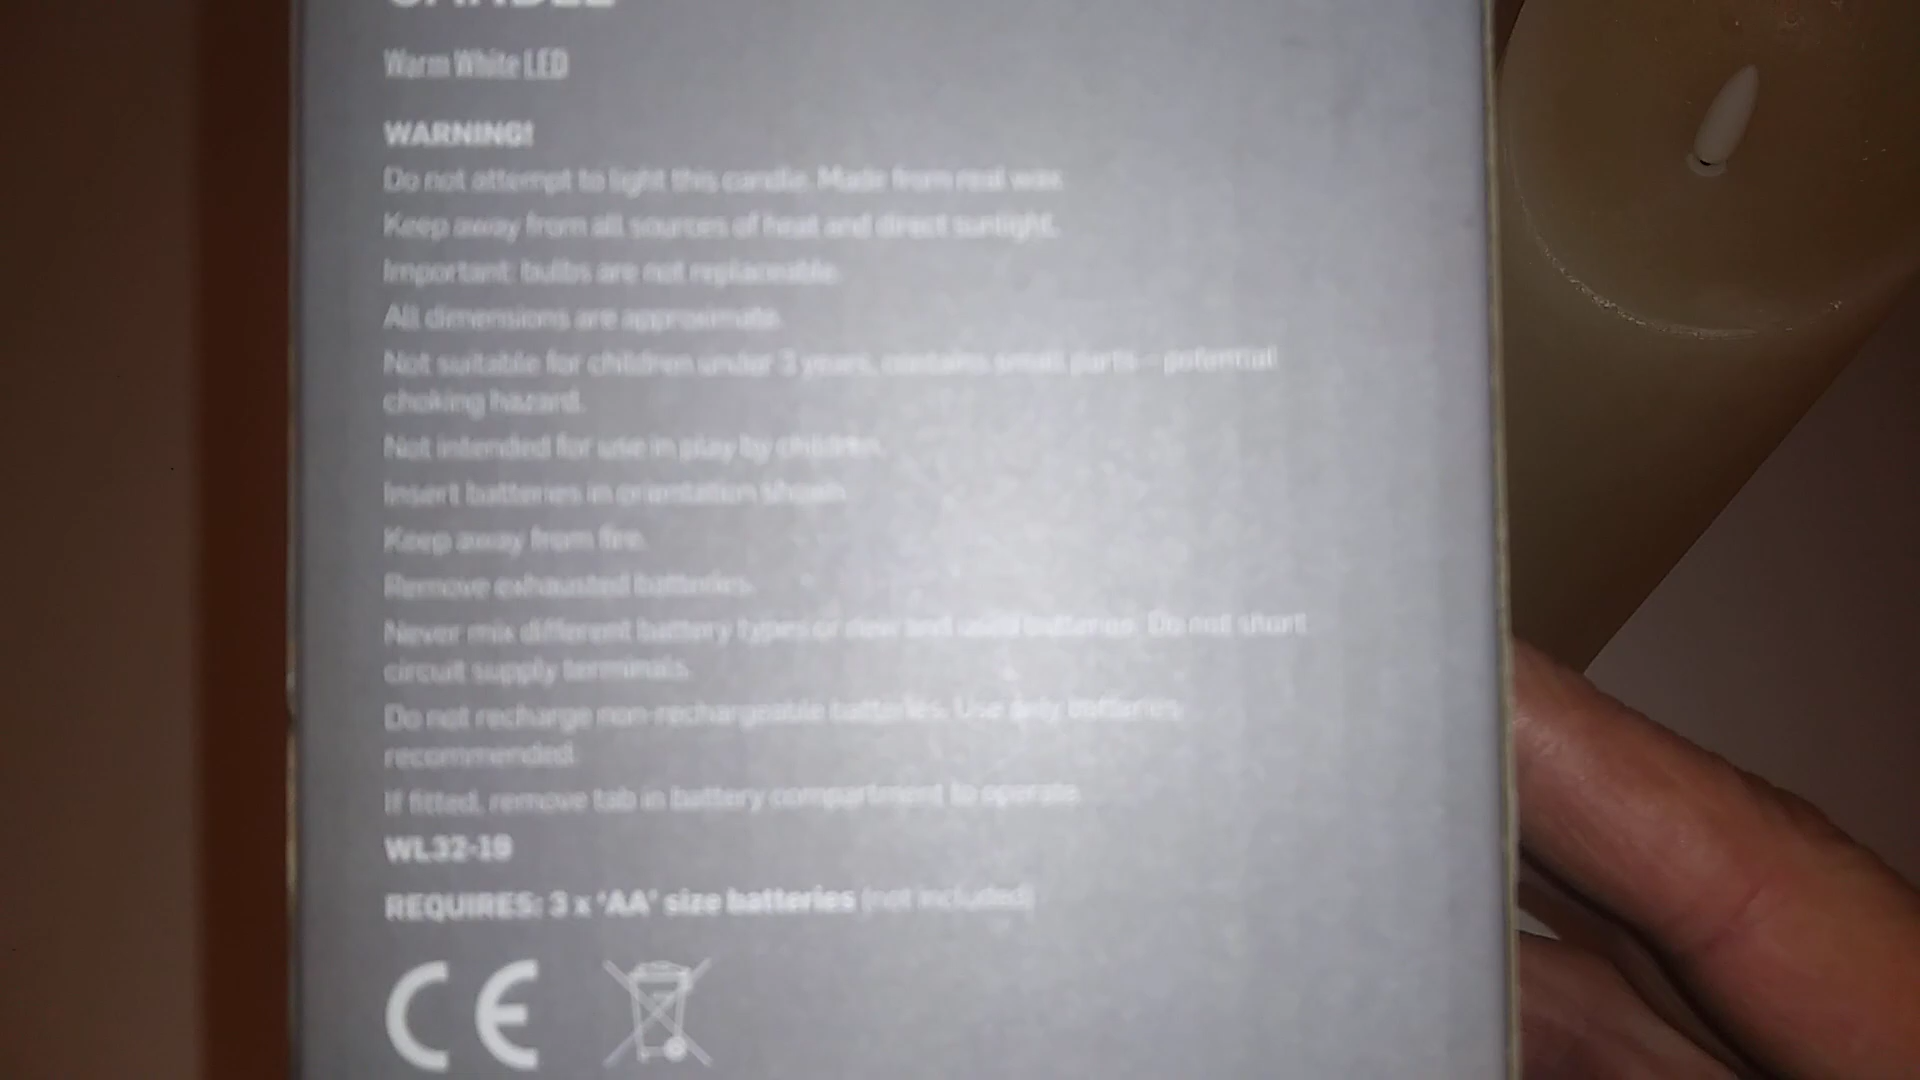 CANDLE
Warm White LED
WARNING!
Do not attempt to light this candle. Made from real wax.
Keep away from all sources of heat and direct sunlight.
Important: bulbs are not replaceable.
All dimensions are approximate.
Not suitable for children under 3 years, contains small parts – potential
choking hazard.
Not intended for use in play by children.
Insert batteries in orientation shown.
Keep away from fire.
Remove exhausted batteries.
Never mix different battery types or new and used batteries. Do not short
circuit supply terminals.
Do not recharge non-rechargeable batteries. Use only batteries
recommended.
If fitted, remove tab in battery compartment to operate.
WL32-19
REQUIRES: 3 x 'AA' size batteries (not included)
CE